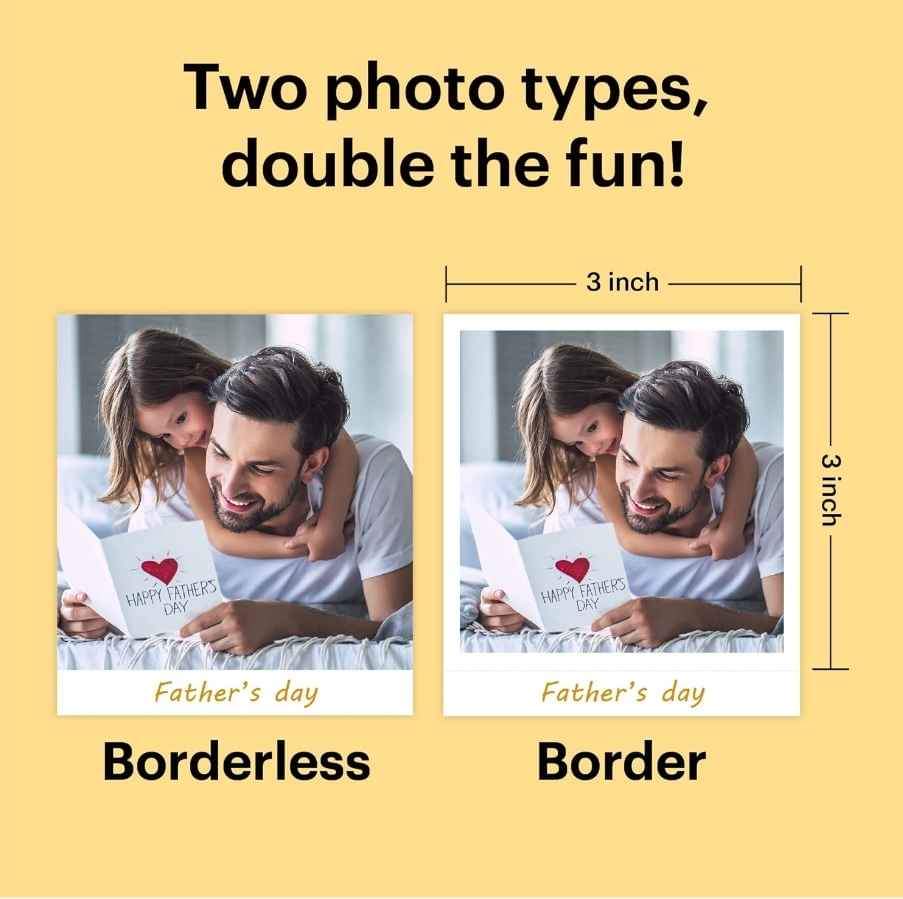 Two photo types,
double the fun!
3 inch
3 inch
HAPPY FATHER'S
DAY
HAPPY FATHER'S
DAY
Father's day
Father's day
Borderless
Border